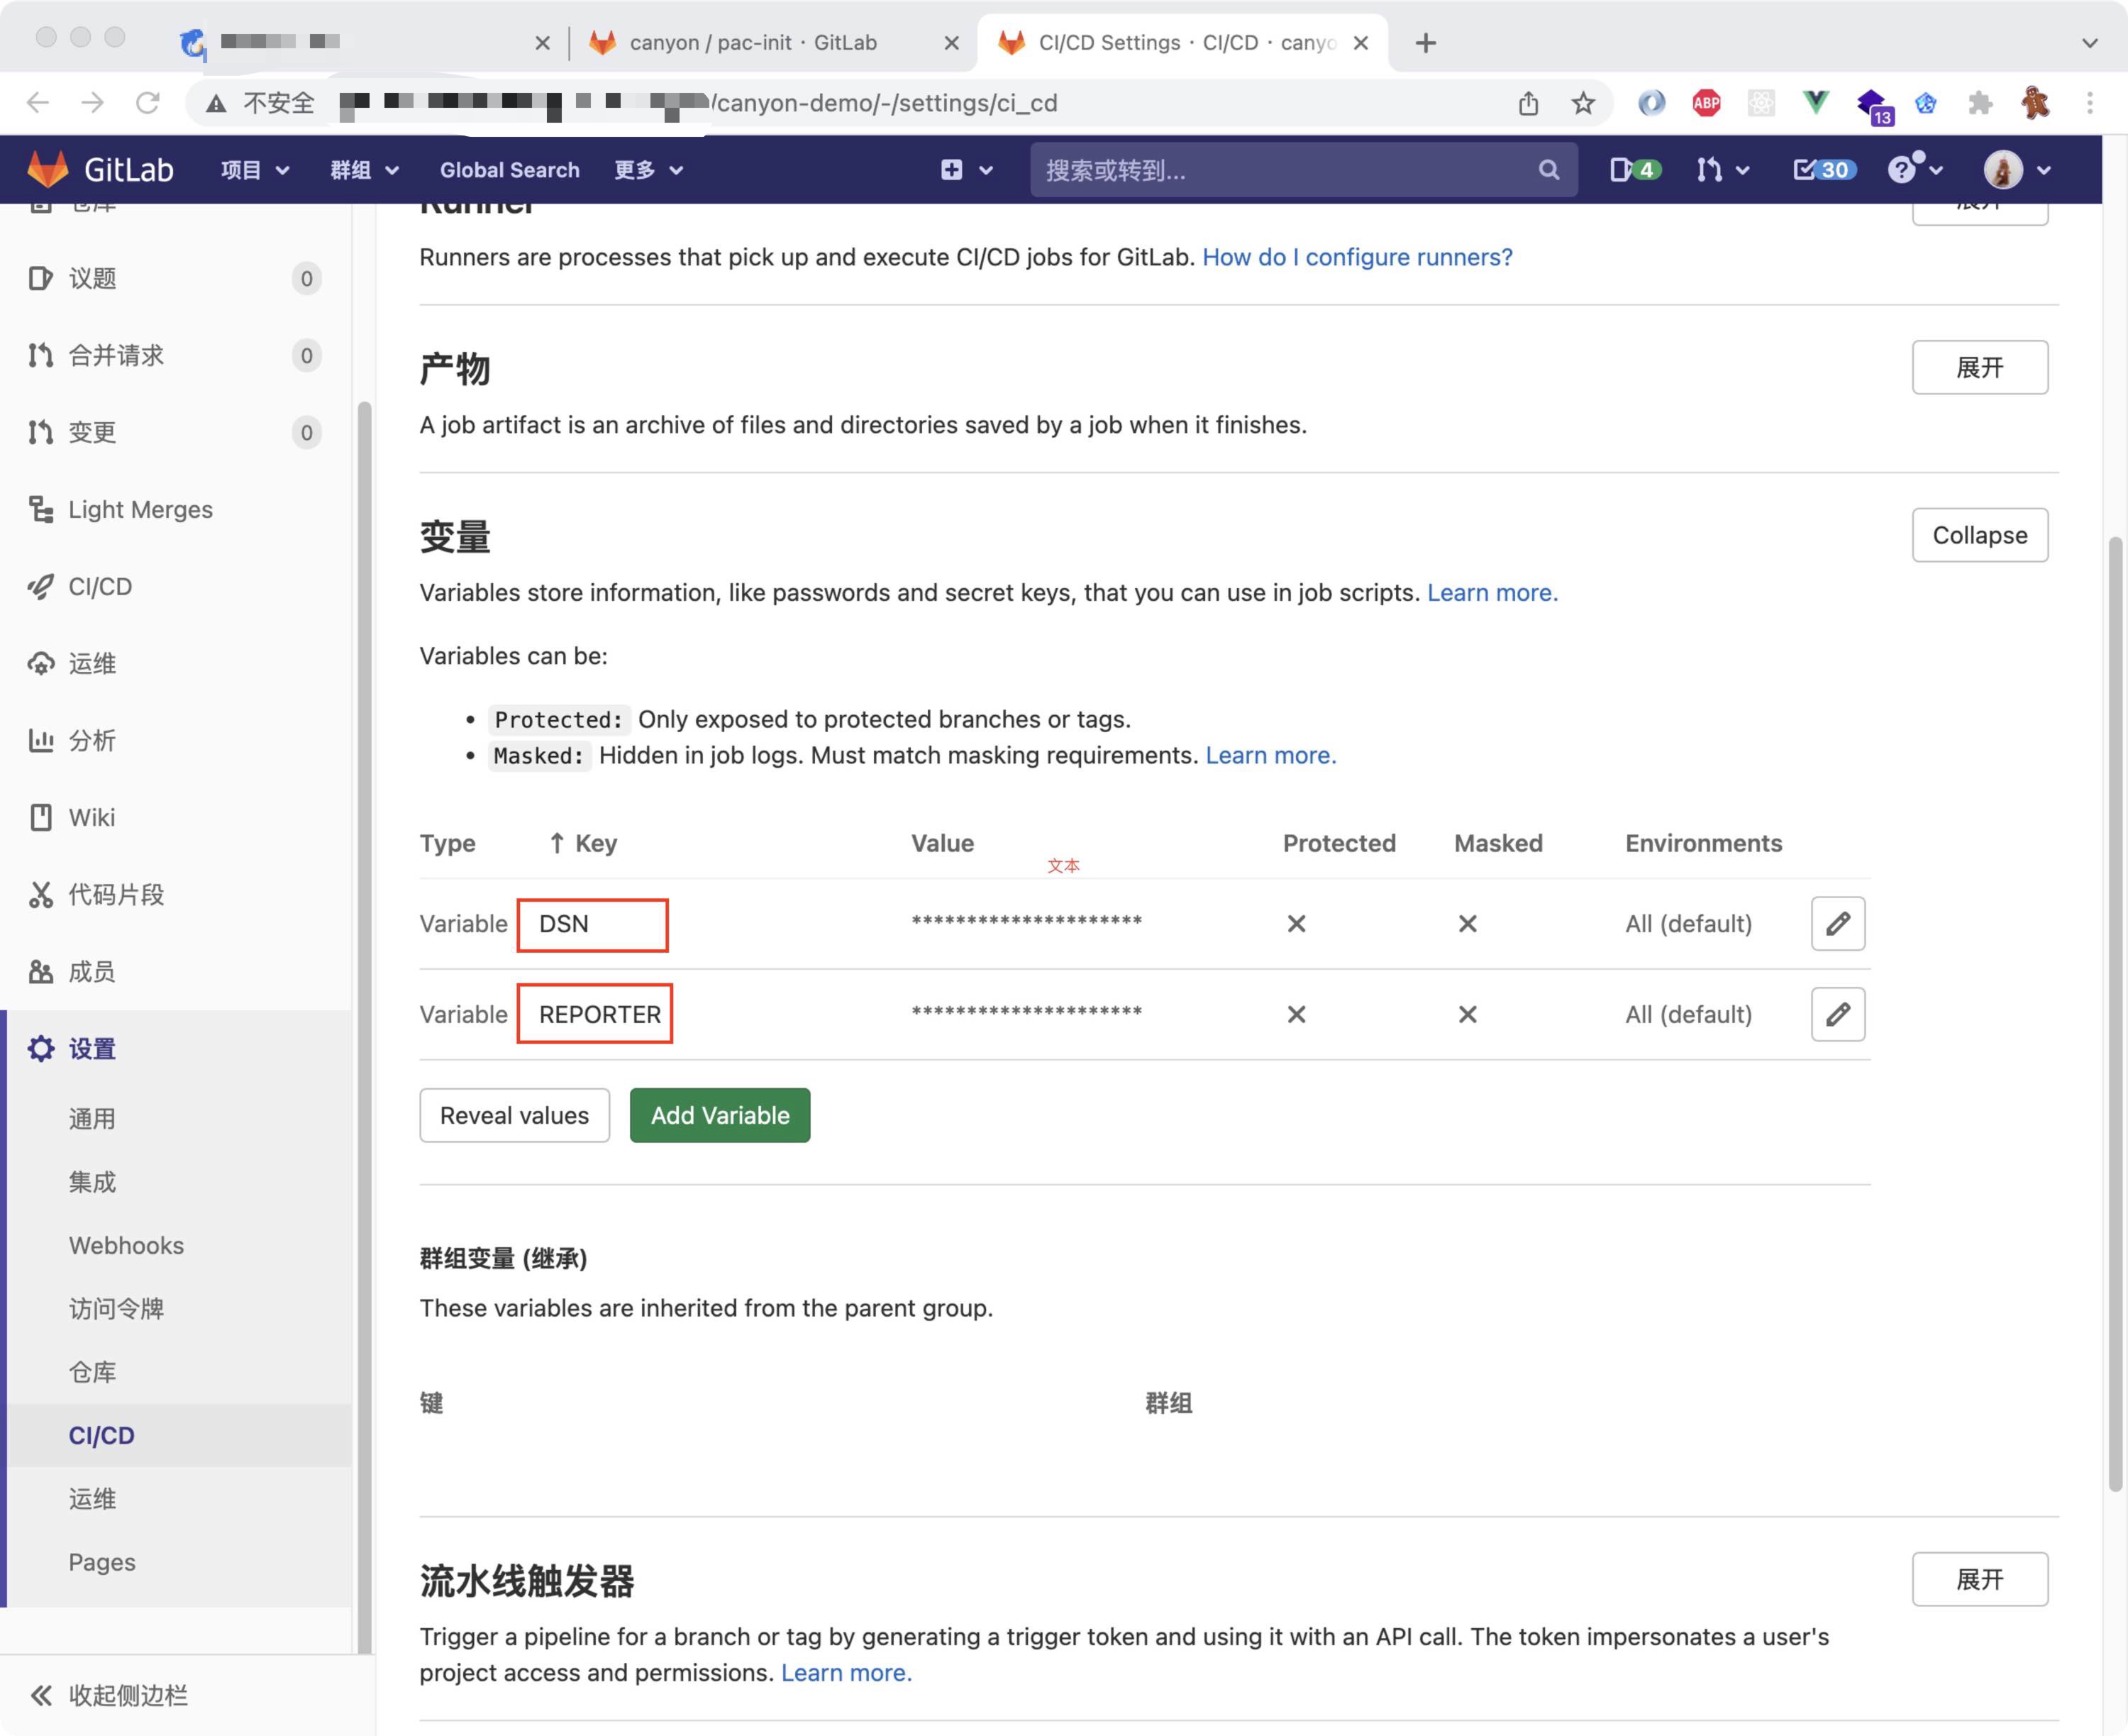 canyon / pac-init · GitLab
CI/CD Settings · CI/CD · canyo
不安全
/canyon-demo/-/settings/ci_cd
ABP
13
GitLab
项目
群组
Global Search
更多
搜索或转到...
4
30
仓库
议题 0
合并请求 0
变更 0
Light Merges
CI/CD
运维
分析
Wiki
代码片段
成员
设置
通用
集成
Webhooks
访问令牌
仓库
CI/CD
运维
Pages
收起侧边栏
Runner
展开
Runners are processes that pick up and execute CI/CD jobs for GitLab. How do I configure runners?
产物
展开
A job artifact is an archive of files and directories saved by a job when it finishes.
变量
Collapse
Variables store information, like passwords and secret keys, that you can use in job scripts. Learn more.
Variables can be:
• Protected: Only exposed to protected branches or tags.
• Masked: Hidden in job logs. Must match masking requirements. Learn more.
Type ↑ Key Value Protected Masked Environments
文本
Variable DSN ********************* All (default)
Variable REPORTER ********************* All (default)
Reveal values
Add Variable
群组变量 (继承)
These variables are inherited from the parent group.
键 群组
流水线触发器
展开
Trigger a pipeline for a branch or tag by generating a trigger token and using it with an API call. The token impersonates a user's
project access and permissions. Learn more.